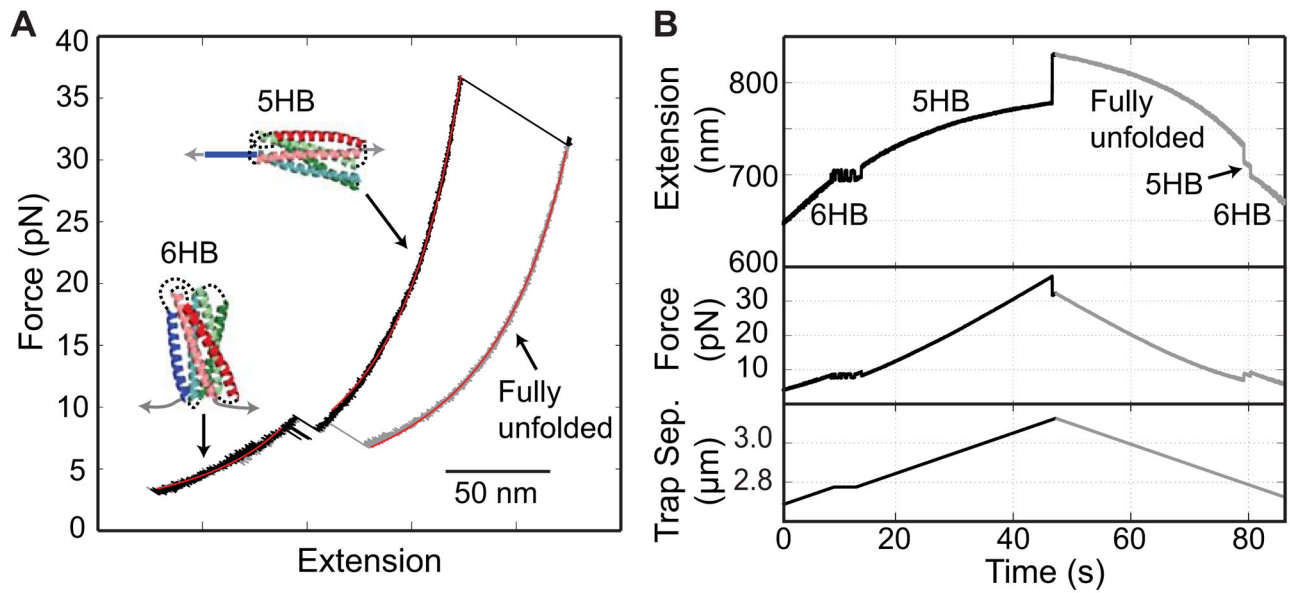 A
40
35
30
25
20
15
10
5
0
Force (pN)
5HB
6HB
Fully
unfolded
50 nm
Extension
B
Extension
(nm)
800
700
600
6HB
5HB
Fully
unfolded
5HB
6HB
Force
(pN)
30
20
10
Trap Sep.
(μm)
3.0
2.8
0
20
40
60
80
Time (s)